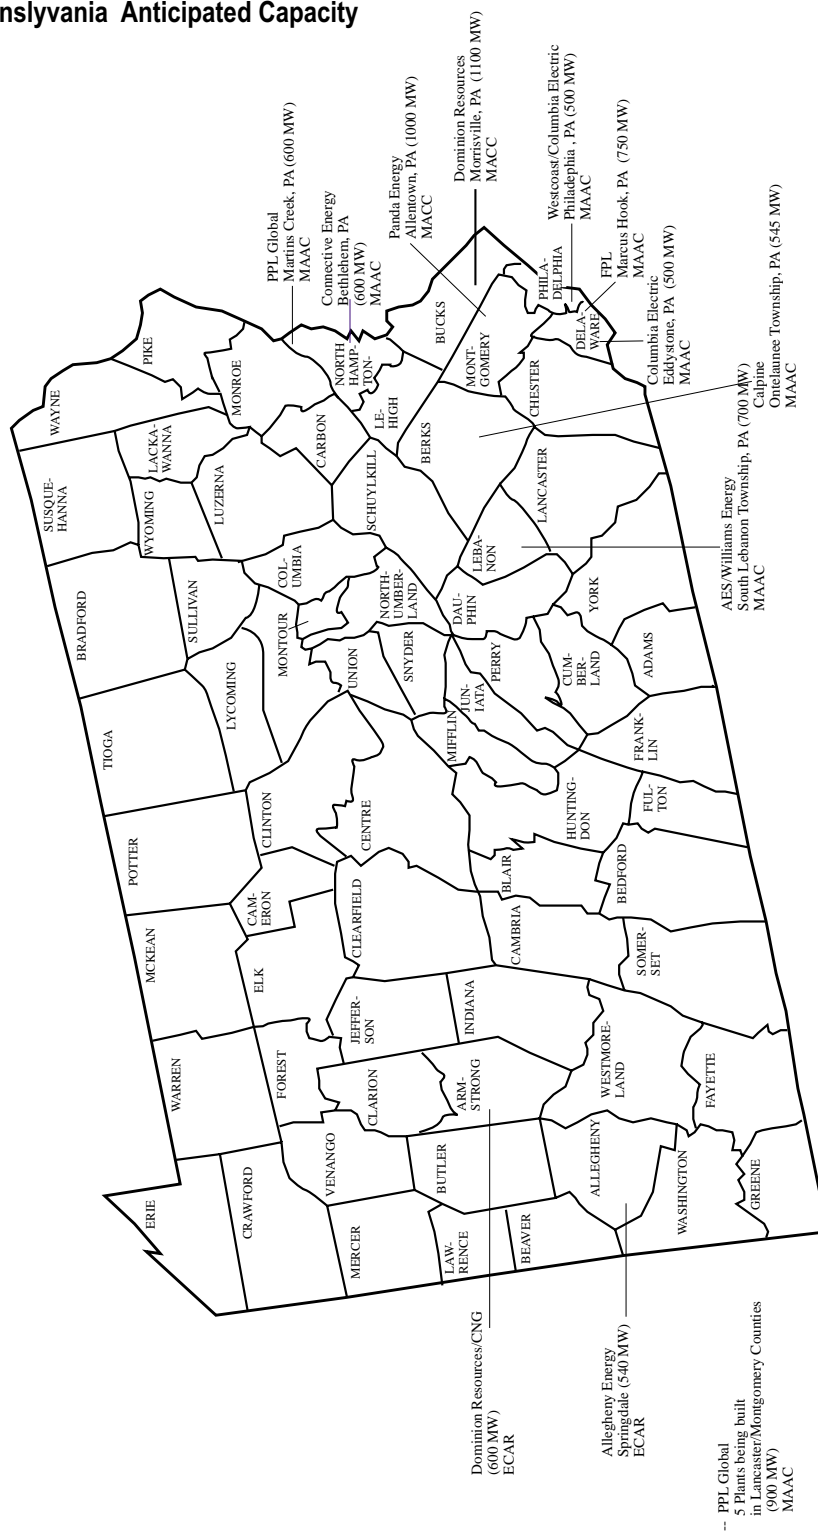 nslyvania Anticipated Capacity
PPL Global
Martins Creek, PA (600 MW)
MAAC
Connective Energy
Bethlehem, PA
(600 MW)
MAAC
Panda Energy
Allentown, PA (1000 MW)
MACC
Dominion Resources
Morrisville, PA (1100 MW)
MACC
Westcoast/Columbia Electric
Philadephia , PA (500 MW)
MAAC
FPL
Marcus Hook, PA (750 MW)
MAAC
Columbia Electric
Eddystone, PA (500 MW)
MAAC
Calpine
Ontelaunee Township, PA (545 MW)
MAAC
AES/Williams Energy
South Lebanon Township, PA (700 MW)
MAAC
WAYNE
PIKE
SUSQUE-
HANNA
LACKA-
WANNA
MONROE
WYOMING
LUZERNA
CARBON
NORTH
HAMP-
TON-
LE-
HIGH
BUCKS
MONT-
GOMERY
PHILA-
DELPHIA
DELA-
WARE
CHESTER
BERKS
SCHUYLKILL
LANCASTER
LEBA-
NON
BRADFORD
SULLIVAN
COL-
UMBIA
MONTOUR
NORTH-
UMBER-
LAND
DAU-
PHIN
YORK
TIOGA
LYCOMING
UNION
SNYDER
JUN-
IATA
PERRY
CUM-
BER-
LAND
ADAMS
MIFFLIN
FRANK-
LIN
POTTER
CLINTON
CENTRE
HUNTING-
DON
FUL-
TON
MCKEAN
CAM-
ERON
CLEARFIELD
BLAIR
BEDFORD
ELK
CAMBRIA
SOMER-
SET
WARREN
FOREST
JEFFER-
SON
INDIANA
CLARION
ARM-
STRONG
WESTMORE-
LAND
FAYETTE
ERIE
CRAWFORD
VENANGO
BUTLER
ALLEGHENY
WASHINGTON
GREENE
MERCER
LAW-
RENCE
BEAVER
Dominion Resources/CNG
(600 MW)
ECAR
Allegheny Energy
Springdale (540 MW)
ECAR
-- PPL Global
5 Plants being built
in Lancaster/Montgomery Counties
(900 MW)
MAAC